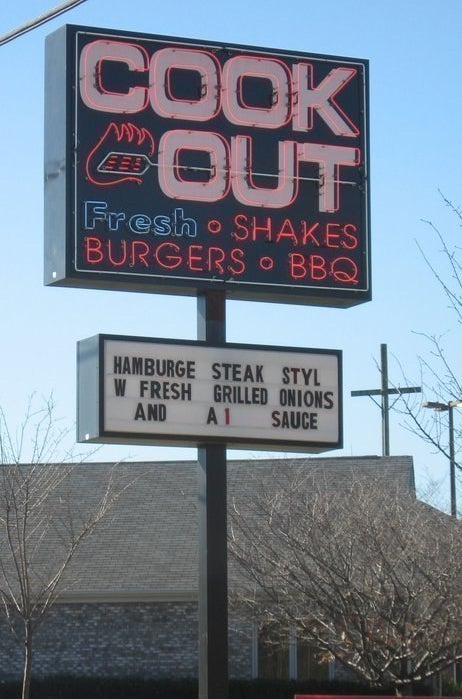 COOK
OUT
Fresh • SHAKES
BURGERS • BBQ
HAMBURGE STEAK STYL
W FRESH GRILLED ONIONS
AND A1 SAUCE